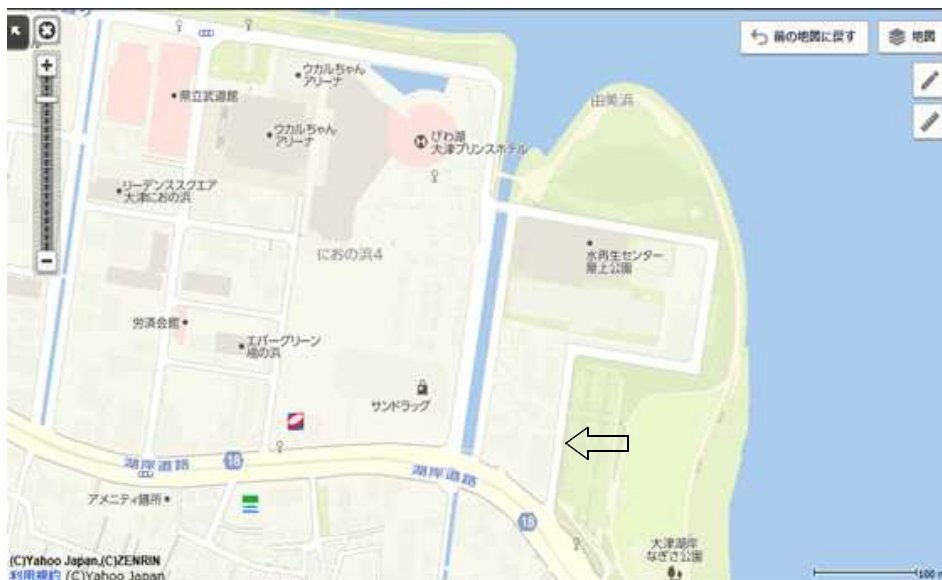 前の地図に戻す
地図
ウカルちゃん
アリーナ
由美浜
県立武道館
ウカルちゃん
アリーナ
びわ湖
大津プリンスホテル
リーデンススクエア
大津におの浜
におの浜4
水再生センター
屋上公園
労済会館
エバーグリーン
サンドラッグ
湖岸道路
18
湖岸道路
アメニティ膳所
18
大津湖岸
なぎさ公園
(C)Yahoo Japan,(C)ZENRIN
利用規約 (C)Yahoo Japan
100 m